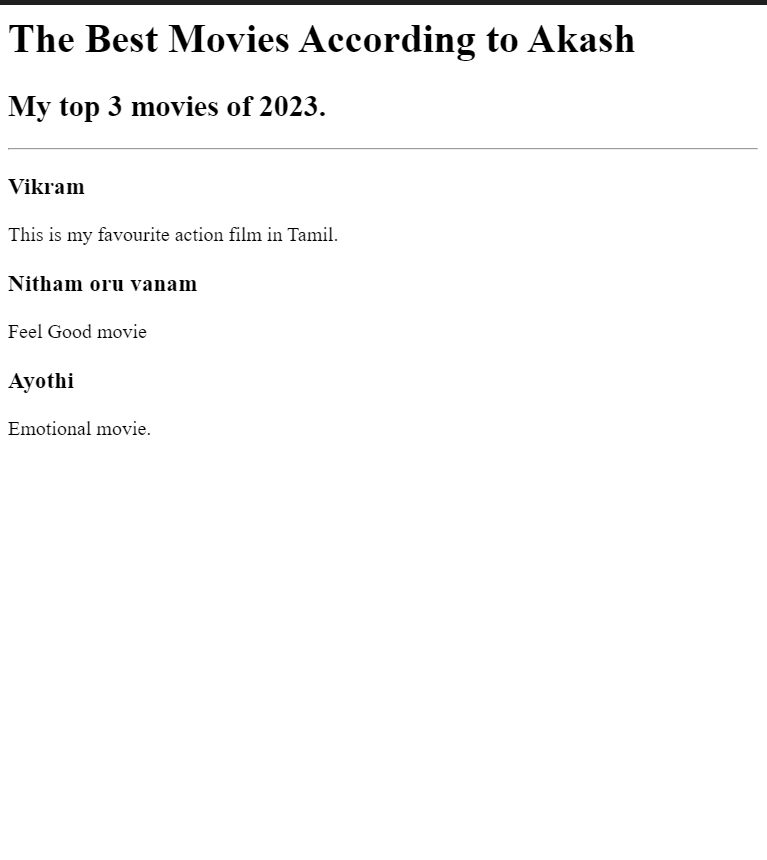 The Best Movies According to Akash
My top 3 movies of 2023.
Vikram
This is my favourite action film in Tamil.
Nitham oru vanam
Feel Good movie
Ayothi
Emotional movie.